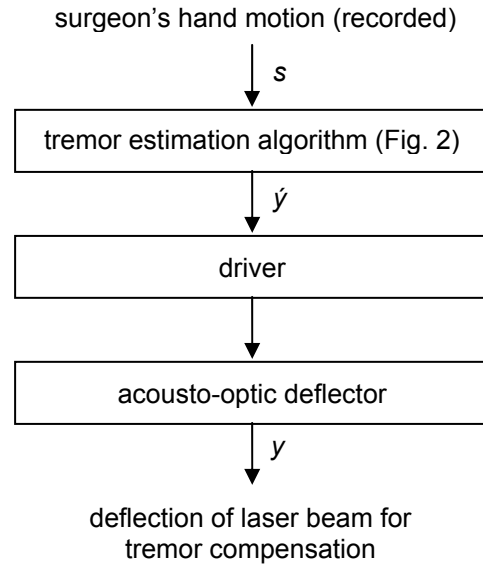 surgeon's hand motion (recorded)
s
tremor estimation algorithm (Fig. 2)
ý
driver
acousto-optic deflector
y
deflection of laser beam for
tremor compensation